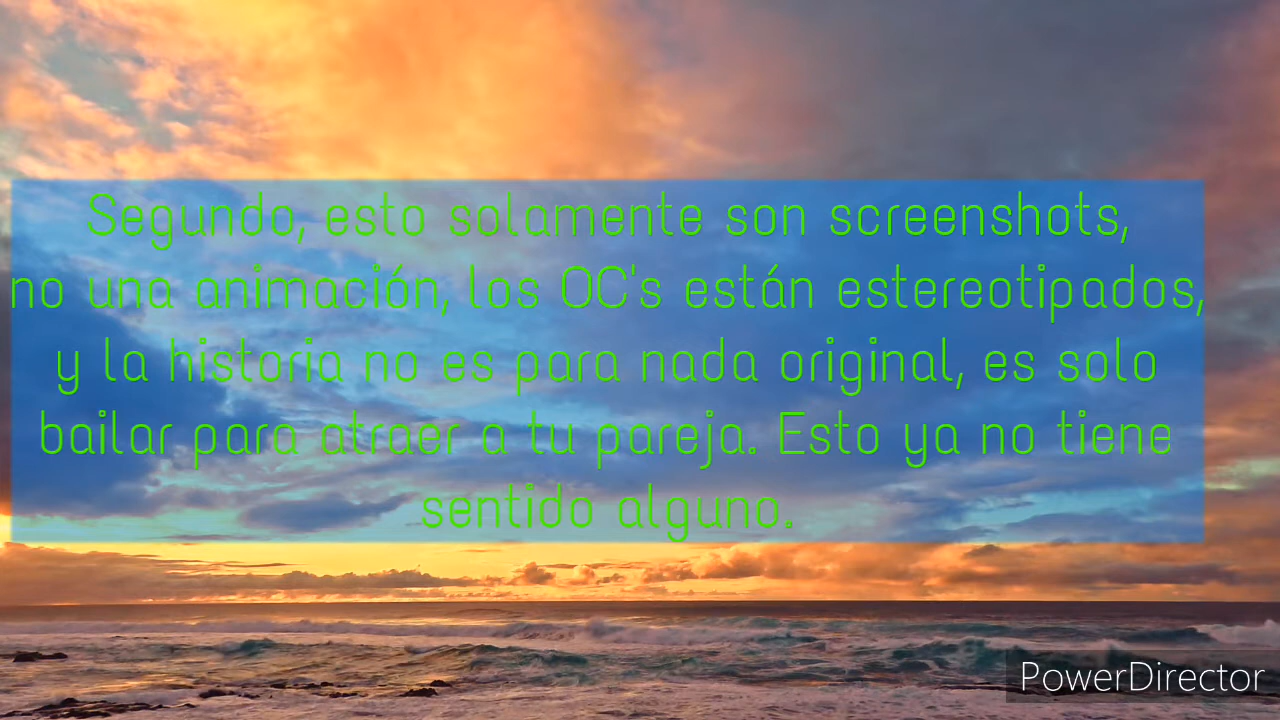 Segundo, esto solamente son screenshots,
no una animación, los OC's están estereotipados,
y la historia no es para nada original, es solo
bailar para atraer a tu pareja. Esto ya no tiene
sentido alguno.
PowerDirector